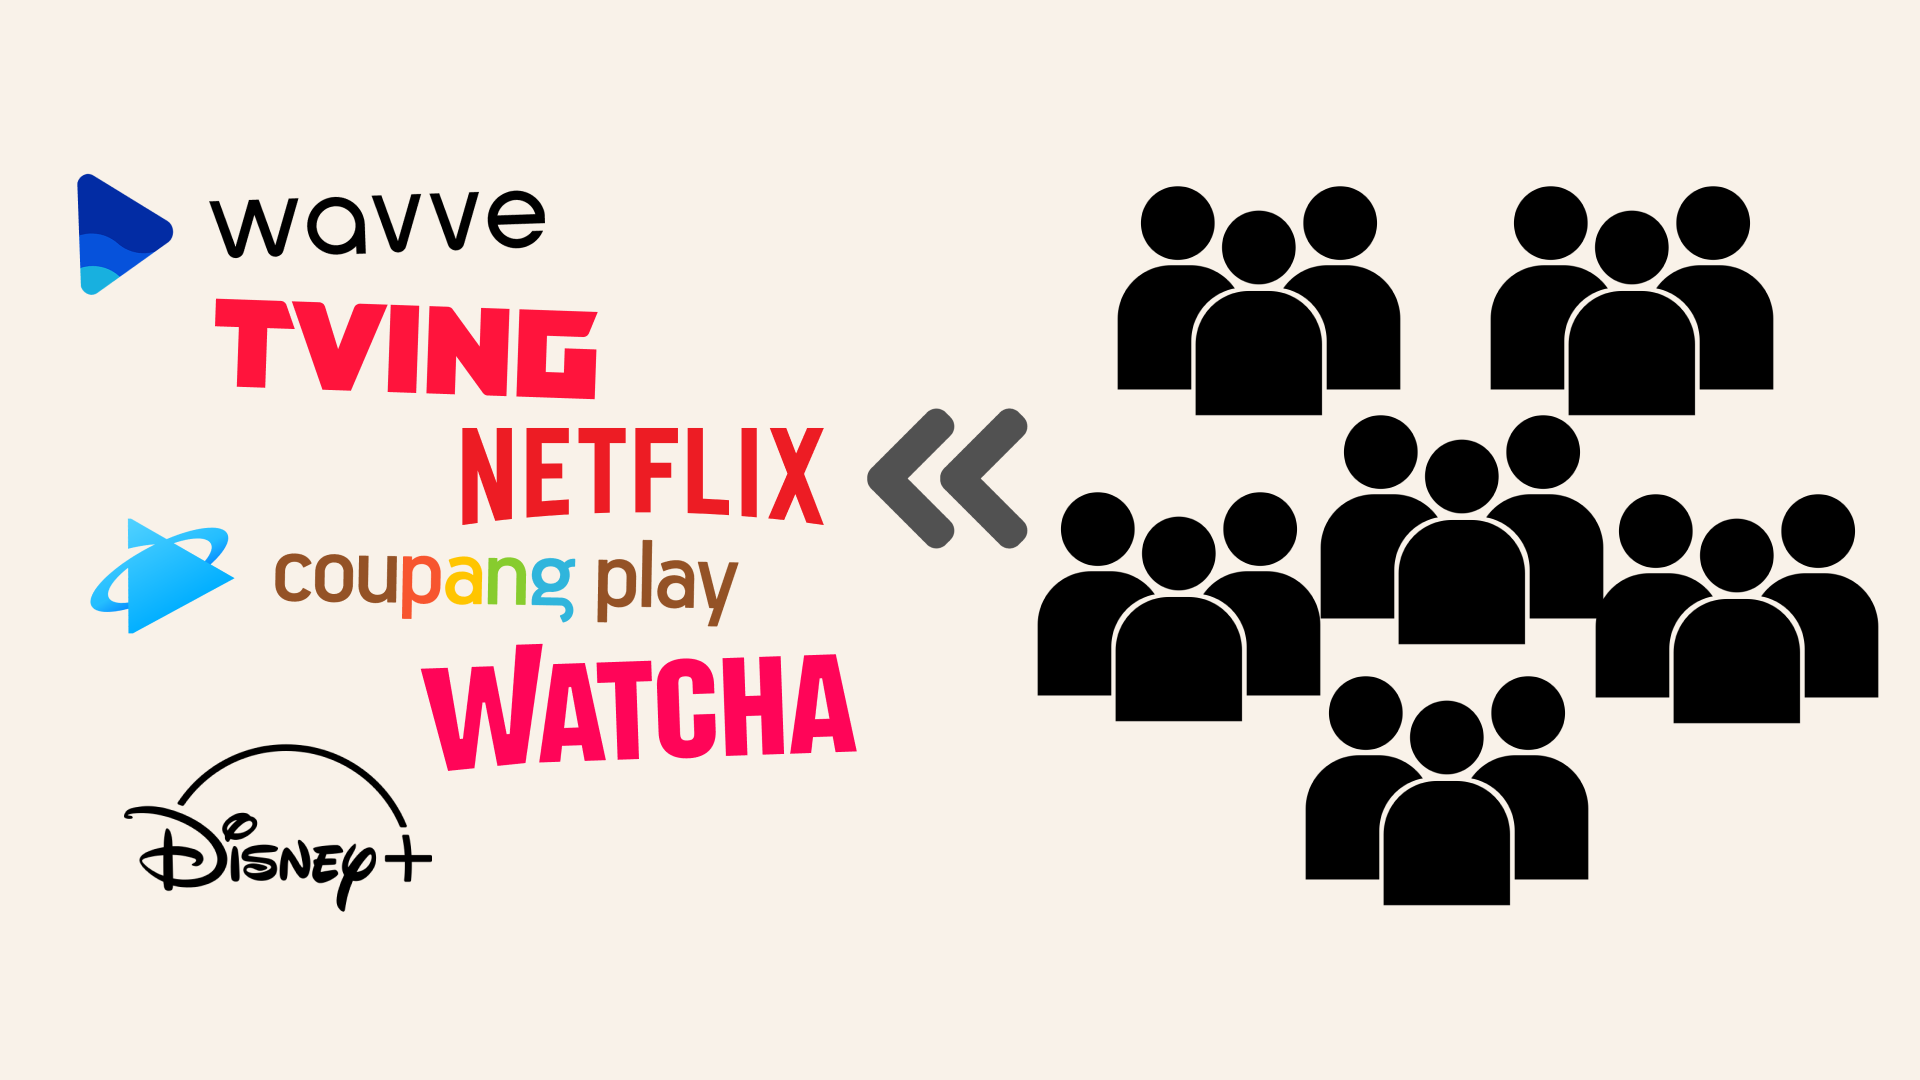 wavve
TVING
NETFLIX
coupang play
WATCHA
Disney+